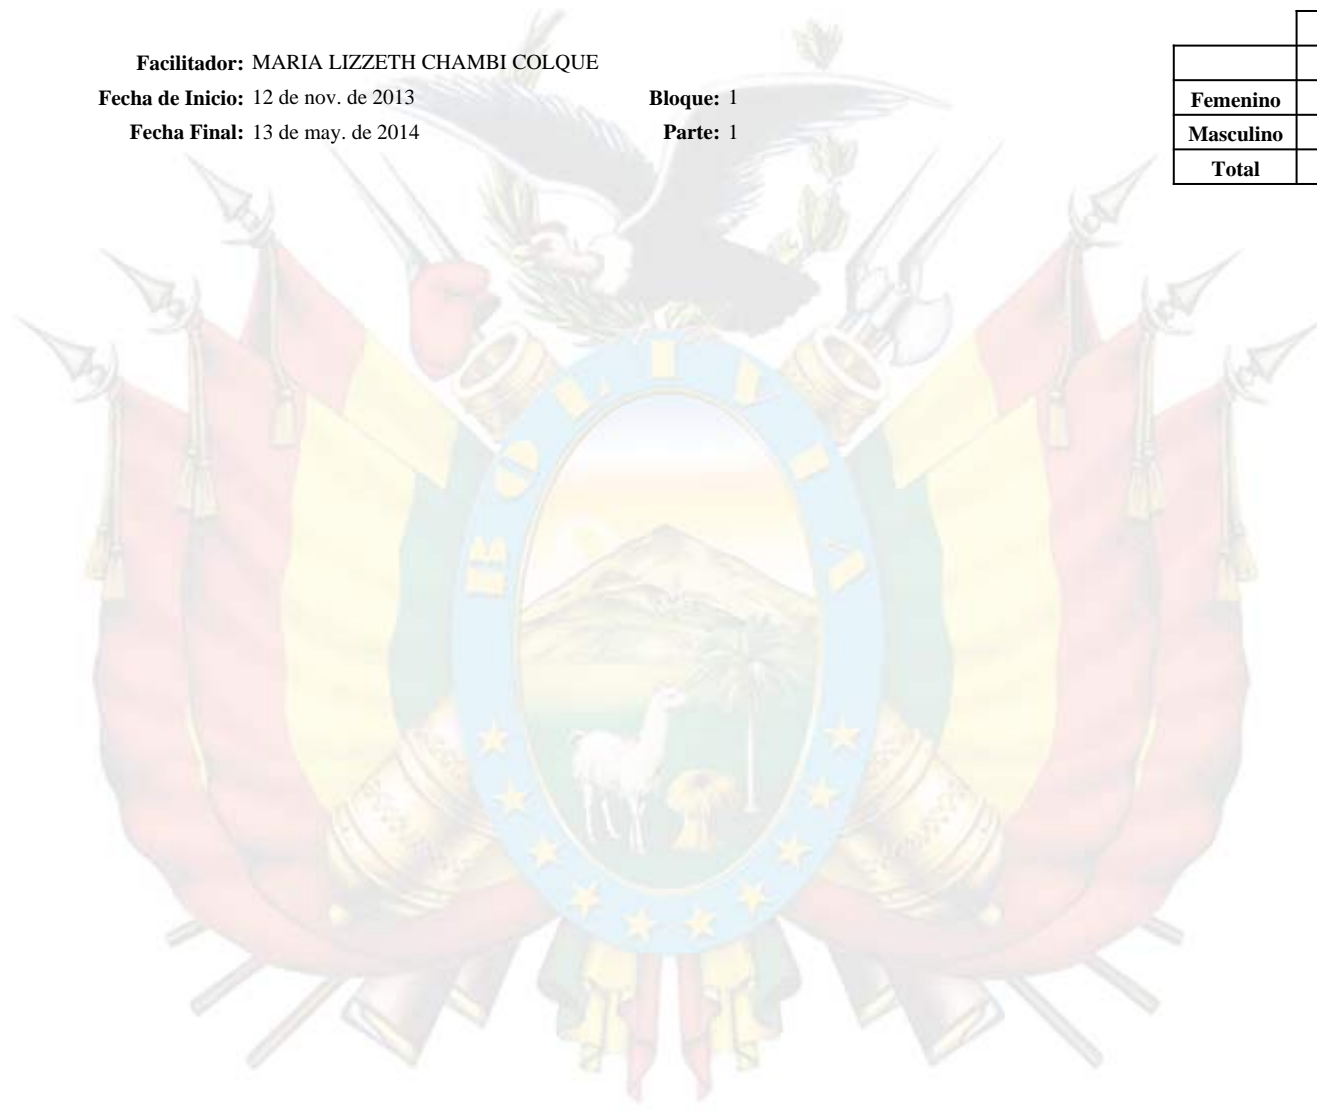 Facilitador: MARIA LIZZETH CHAMBI COLQUE
Fecha de Inicio: 12 de nov. de 2013 Bloque: 1
Fecha Final: 13 de may. de 2014 Parte: 1
Femenino
Masculino
Total
BOLIVIA